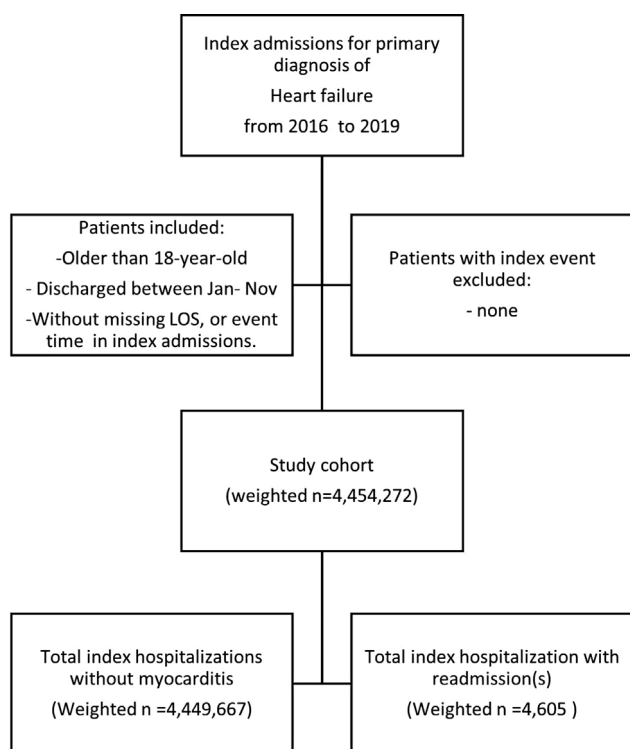 Index admissions for primary
diagnosis of
Heart failure
from 2016 to 2019
Patients included:
-Older than 18-year-old
- Discharged between Jan- Nov
-Without missing LOS, or event
time in index admissions.
Patients with index event
excluded:
- none
Study cohort
(weighted n=4,454,272)
Total index hospitalizations
without myocarditis
(Weighted n =4,449,667)
Total index hospitalization with
readmission(s)
(Weighted n =4,605 )